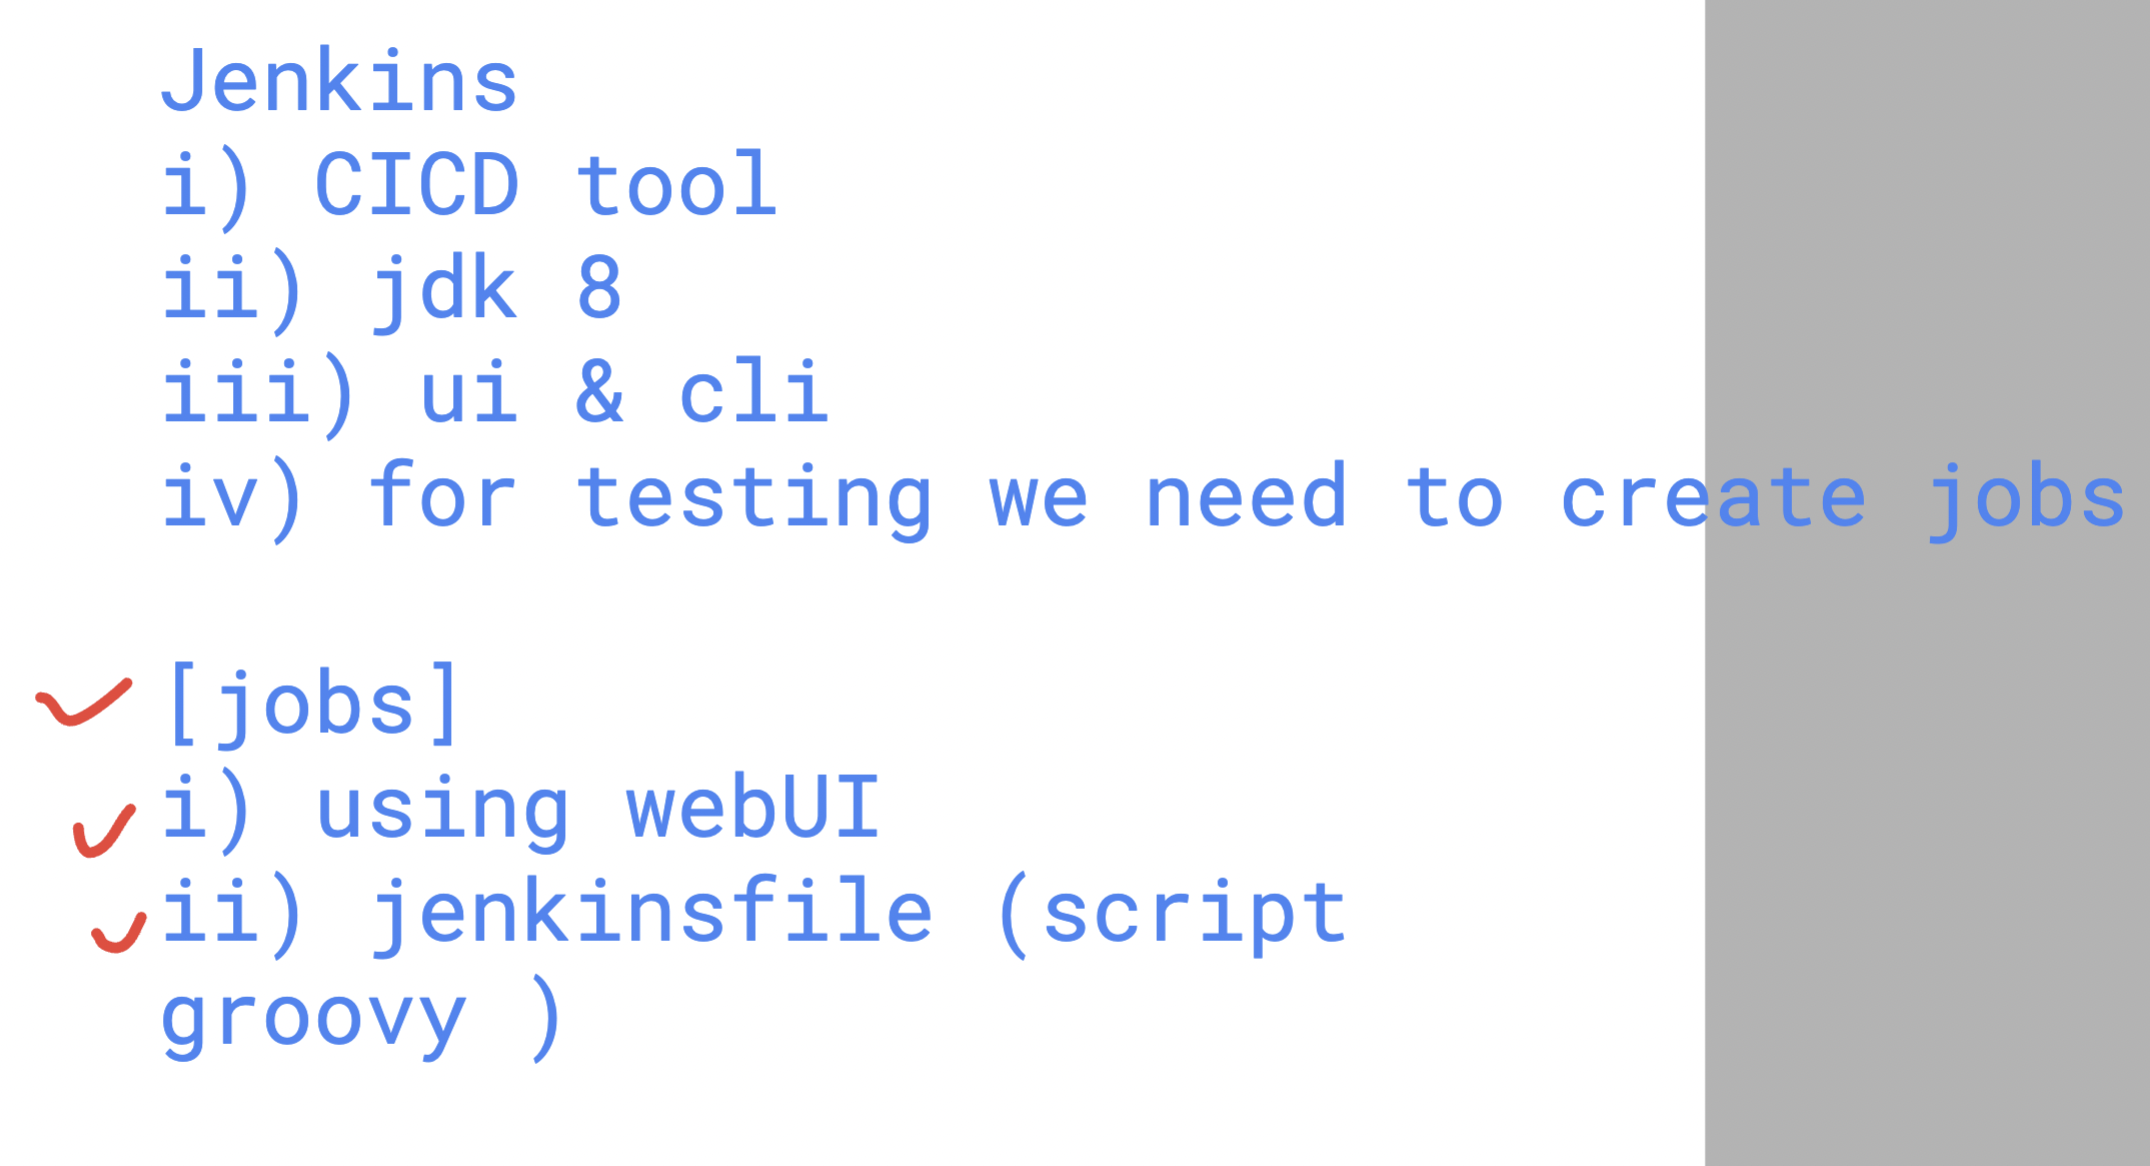 Jenkins
i) CICD tool
ii) jdk 8
iii) ui & cli
iv) for testing we need to create jobs
[jobs]
i) using webUI
ii) jenkinsfile (script
groovy )